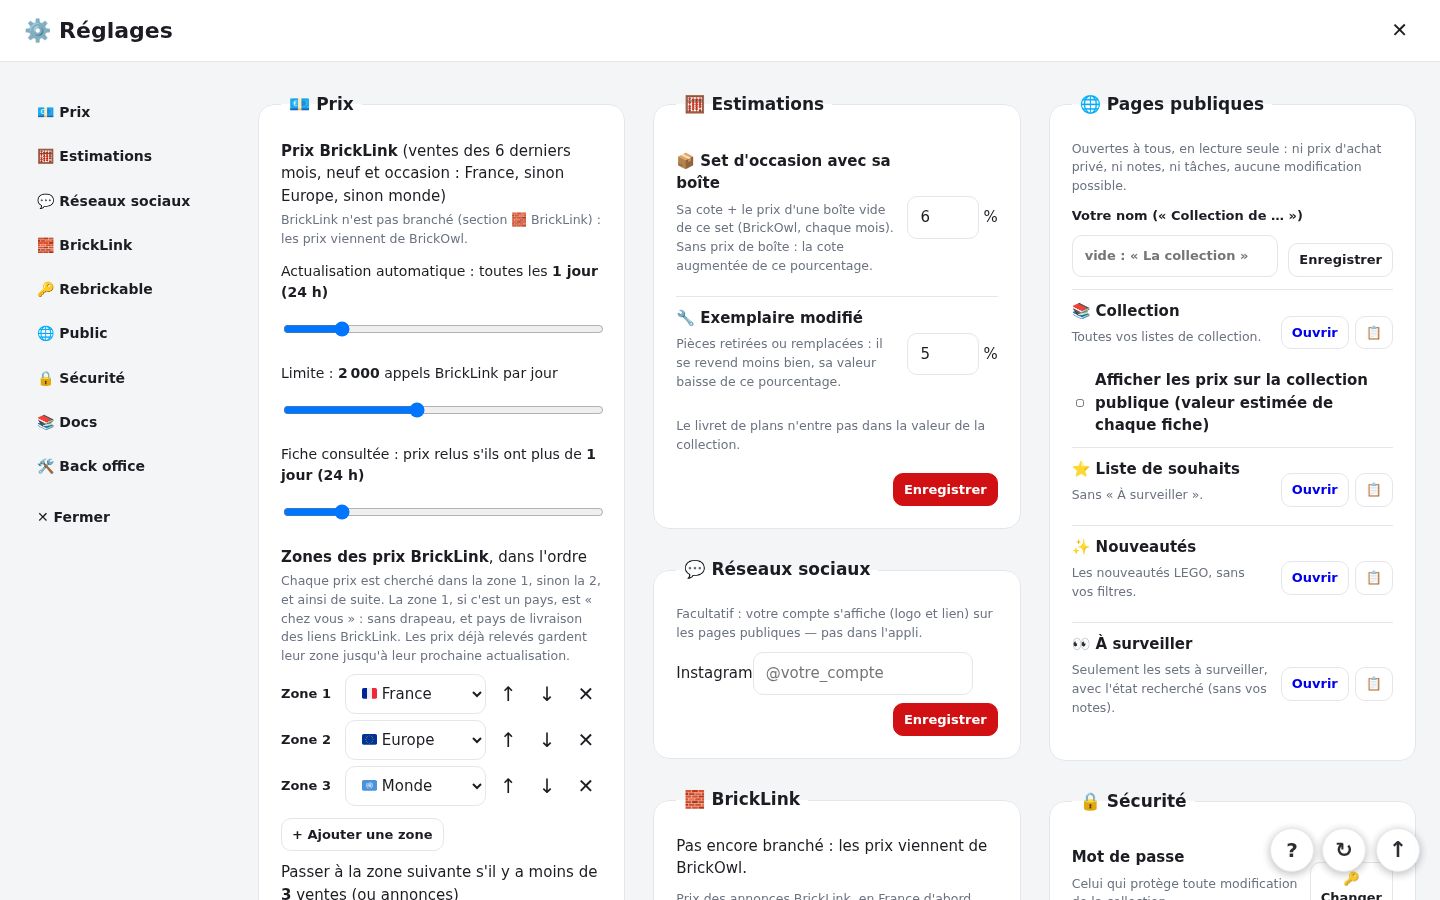 ⚙️ Réglages
✕
💶 Prix
🧮 Estimations
💬 Réseaux sociaux
🧱 BrickLink
🔑 Rebrickable
🌐 Public
🔒 Sécurité
📚 Docs
🛠️ Back office
✕ Fermer
💶 Prix
Prix BrickLink (ventes des 6 derniers
mois, neuf et occasion : France, sinon
Europe, sinon monde)
BrickLink n'est pas branché (section 🧱 BrickLink) :
les prix viennent de BrickOwl.
Actualisation automatique : toutes les 1 jour
(24 h)
Limite : 2 000 appels BrickLink par jour
Fiche consultée : prix relus s'ils ont plus de 1
jour (24 h)
Zones des prix BrickLink, dans l'ordre
Chaque prix est cherché dans la zone 1, sinon la 2,
et ainsi de suite. La zone 1, si c'est un pays, est «
chez vous » : sans drapeau, et pays de livraison
des liens BrickLink. Les prix déjà relevés gardent
leur zone jusqu'à leur prochaine actualisation.
Zone 1 🇫🇷 France ↑ ↓ ✕
Zone 2 🇪🇺 Europe ↑ ↓ ✕
Zone 3 🇺🇳 Monde ↑ ↓ ✕
+ Ajouter une zone
Passer à la zone suivante s'il y a moins de
3 ventes (ou annonces)
🧮 Estimations
📦 Set d'occasion avec sa
boîte
Sa cote + le prix d'une boîte vide
de ce set (BrickOwl, chaque mois).
Sans prix de boîte : la cote
augmentée de ce pourcentage.
6 %
🔧 Exemplaire modifié
Pièces retirées ou remplacées : il
se revend moins bien, sa valeur
baisse de ce pourcentage.
5 %
Le livret de plans n'entre pas dans la valeur de la
collection.
Enregistrer
💬 Réseaux sociaux
Facultatif : votre compte s'affiche (logo et lien) sur
les pages publiques — pas dans l'appli.
Instagram @votre_compte
Enregistrer
🧱 BrickLink
Pas encore branché : les prix viennent de
BrickOwl.
Prix des annonces BrickLink, en France d'abord
🌐 Pages publiques
Ouvertes à tous, en lecture seule : ni prix d'achat
privé, ni notes, ni tâches, aucune modification
possible.
Votre nom (« Collection de … »)
vide : « La collection » Enregistrer
📚 Collection
Toutes vos listes de collection.
Ouvrir 📋
Afficher les prix sur la collection
publique (valeur estimée de
chaque fiche)
⭐ Liste de souhaits
Sans « À surveiller ».
Ouvrir 📋
✨ Nouveautés
Les nouveautés LEGO, sans
vos filtres.
Ouvrir 📋
👀 À surveiller
Seulement les sets à surveiller,
avec l'état recherché (sans vos
notes).
Ouvrir 📋
🔒 Sécurité
Mot de passe
Celui qui protège toute modification
de la collection
🔑
Changer
? ↻ ↑